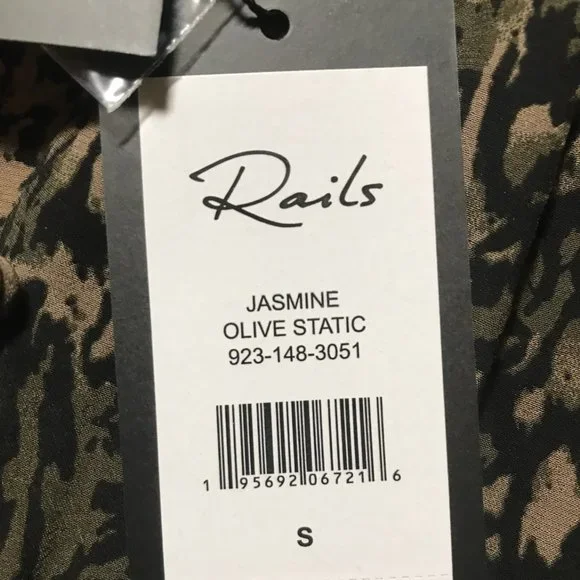 Rails
JASMINE
OLIVE STATIC
923-148-3051
1 95692 06721 6
S